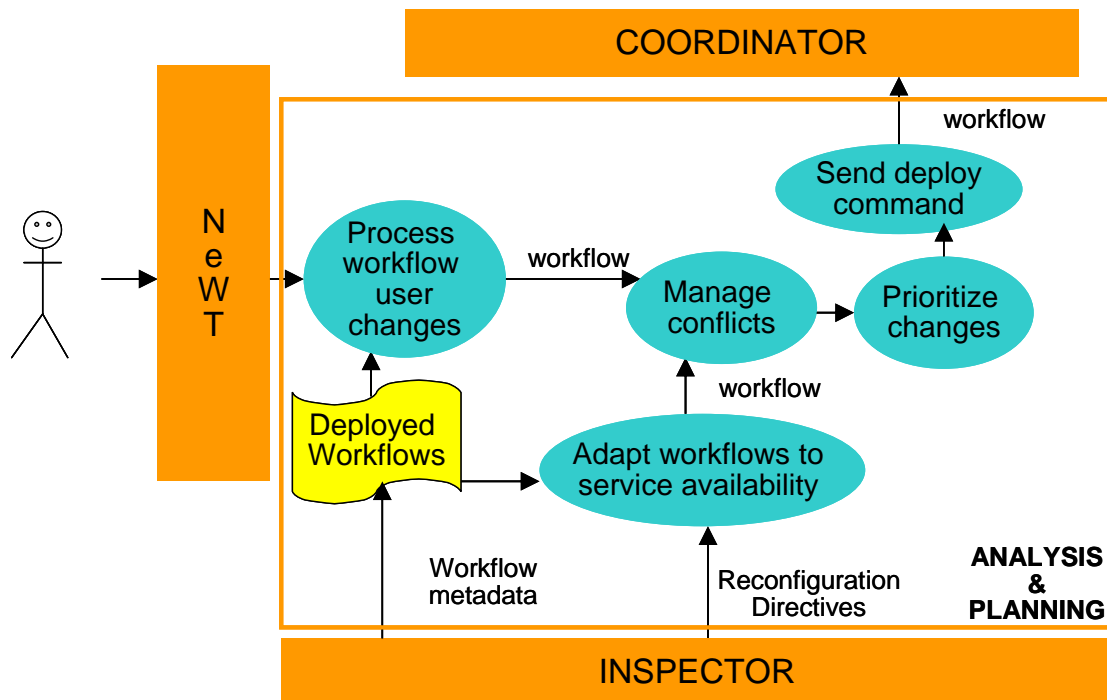 COORDINATOR
workflow
Send deploy
command
N
e
W
T
Process
workflow
user
changes
workflow
Manage
conflicts
Prioritize
changes
workflow
Deployed
Workflows
Adapt workflows to
service availability
Workflow
metadata
Reconfiguration
Directives
ANALYSIS
&
PLANNING
INSPECTOR